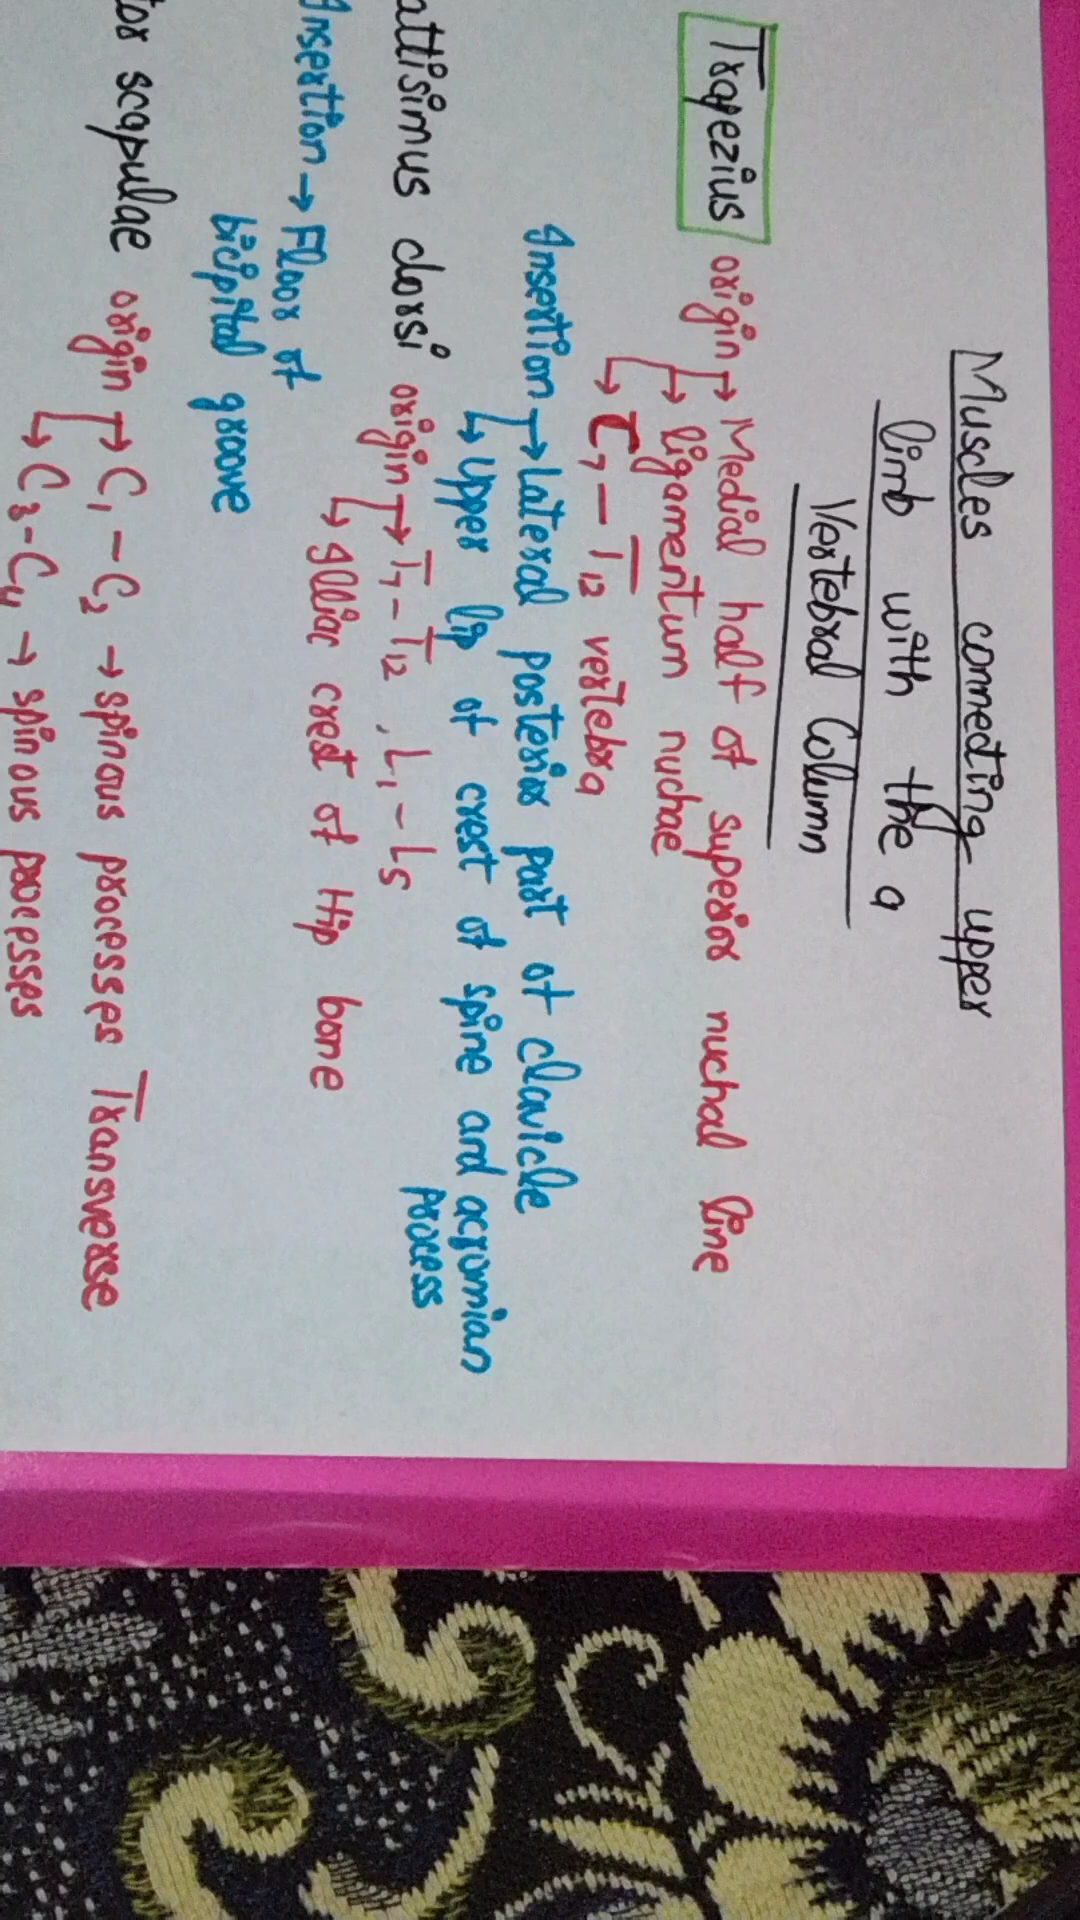 Muscles connecting upper
limb with the a
Vertebral Column
Trapezius origin → Medial half of superior nuchal line
→ ligamentum nuchae
→ C7 - T12 vertebra
Insertion → Lateral posterior part of clavicle
→ upper lip of crest of spine and acromian
process
attisimus dorsi origin → T7 - T12, L1 - L5
→ illiac crest of Hip bone
Insertion → Floor of
bicipital groove
tor scapulae origin → C1 - C2 → spinous processes Transverse
→ C3 - C4 → spinous processes